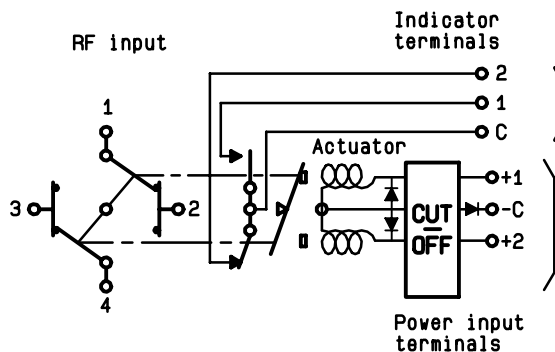 Indicator
terminals
RF input
2
1
C
1
Actuator
3
2
4
CUT
OFF
+1
-C
+2
Power input
terminals